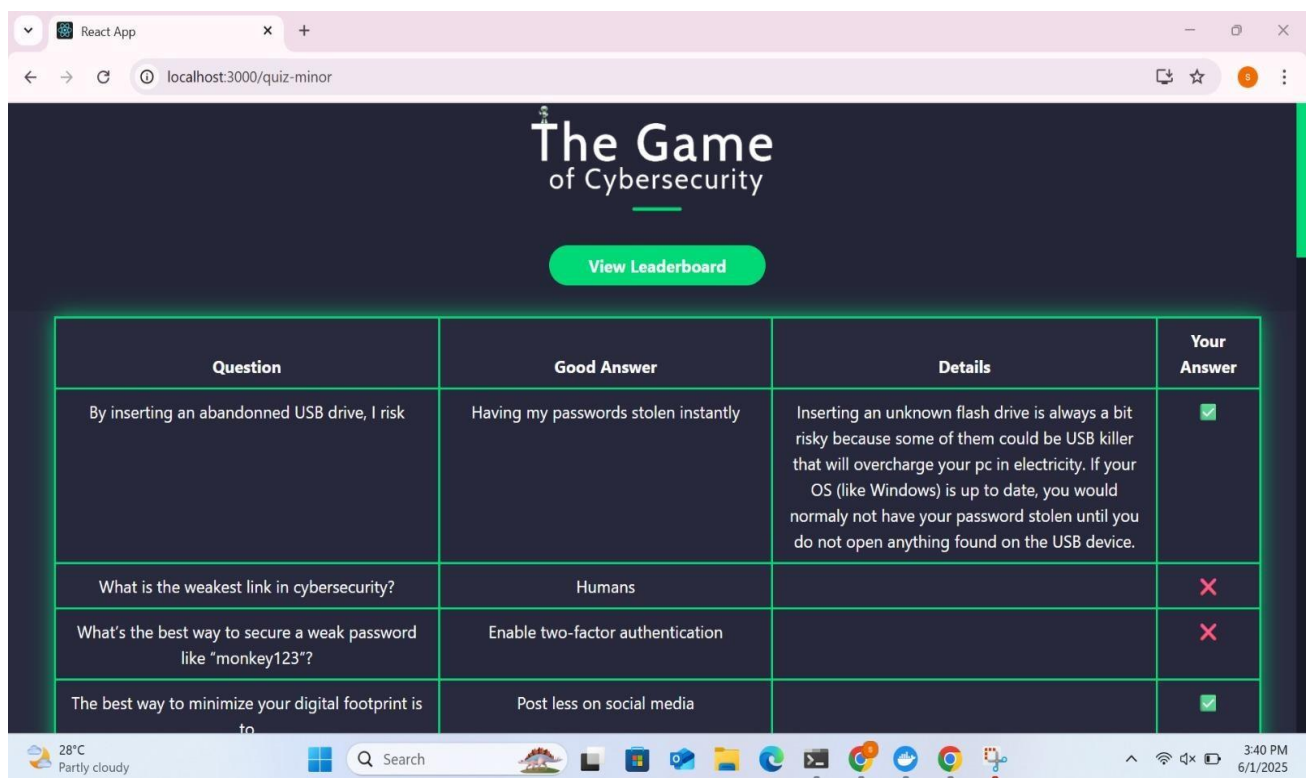 React App
localhost:3000/quiz-minor
S
The Game
of Cybersecurity
View Leaderboard
Question
Good Answer
Details
Your
Answer
By inserting an abandonned USB drive, I risk
Having my passwords stolen instantly
Inserting an unknown flash drive is always a bit
risky because some of them could be USB killer
that will overcharge your pc in electricity. If your
OS (like Windows) is up to date, you would
normaly not have your password stolen until you
do not open anything found on the USB device.
What is the weakest link in cybersecurity?
Humans
What's the best way to secure a weak password
like “monkey123”?
Enable two-factor authentication
The best way to minimize your digital footprint is
to
Post less on social media
28°C
Partly cloudy
Search
3:40 PM
6/1/2025